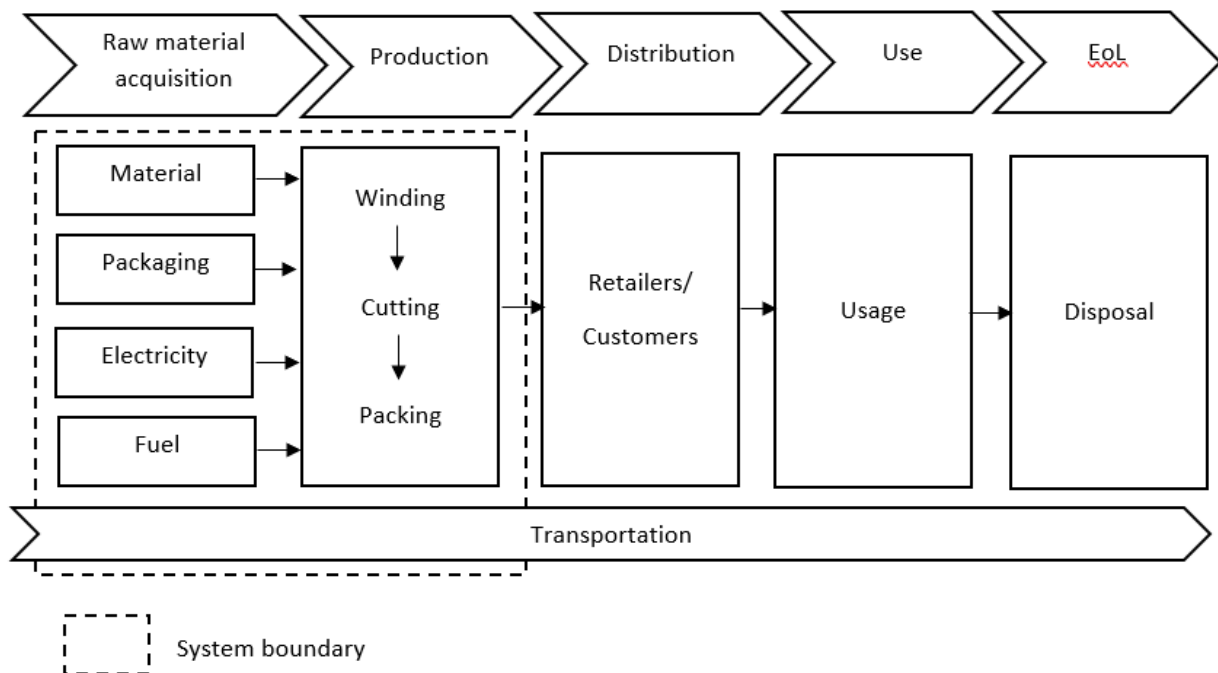 Raw material
acquisition
Production
Distribution
Use
EoL
Material
Packaging
Electricity
Fuel
Winding
Cutting
Packing
Retailers/
Customers
Usage
Disposal
Transportation
System boundary